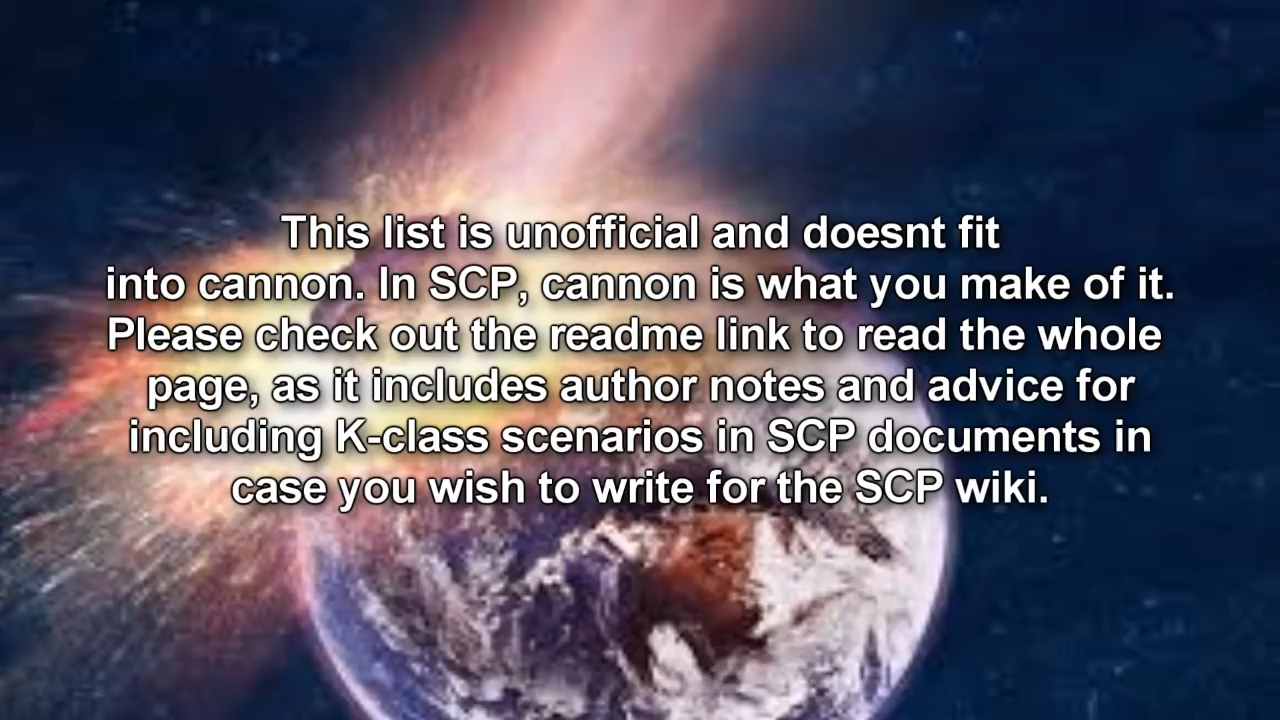 This list is unofficial and doesnt fit
into cannon. In SCP, cannon is what you make of it.
Please check out the readme link to read the whole
page, as it includes author notes and advice for
including K-class scenarios in SCP documents in
case you wish to write for the SCP wiki.